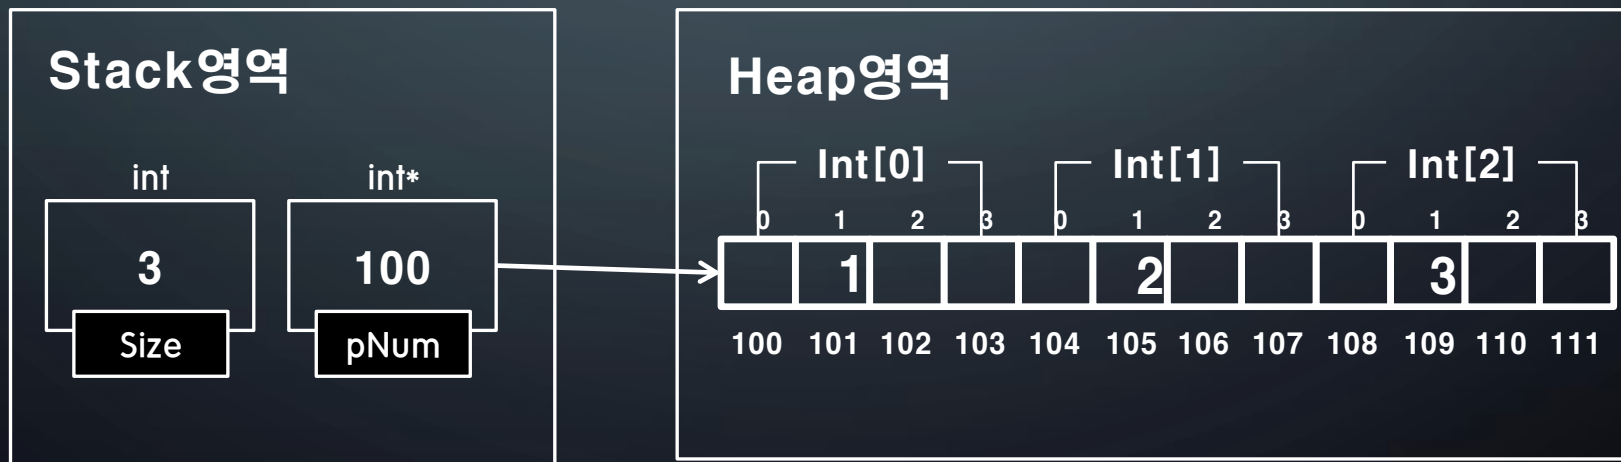 Stack영역
int int*
3 100
Size pNum
Heap영역
Int[0] Int[1] Int[2]
0 1 2 3 0 1 2 3 0 1 2 3
1 2 3
100 101 102 103 104 105 106 107 108 109 110 111